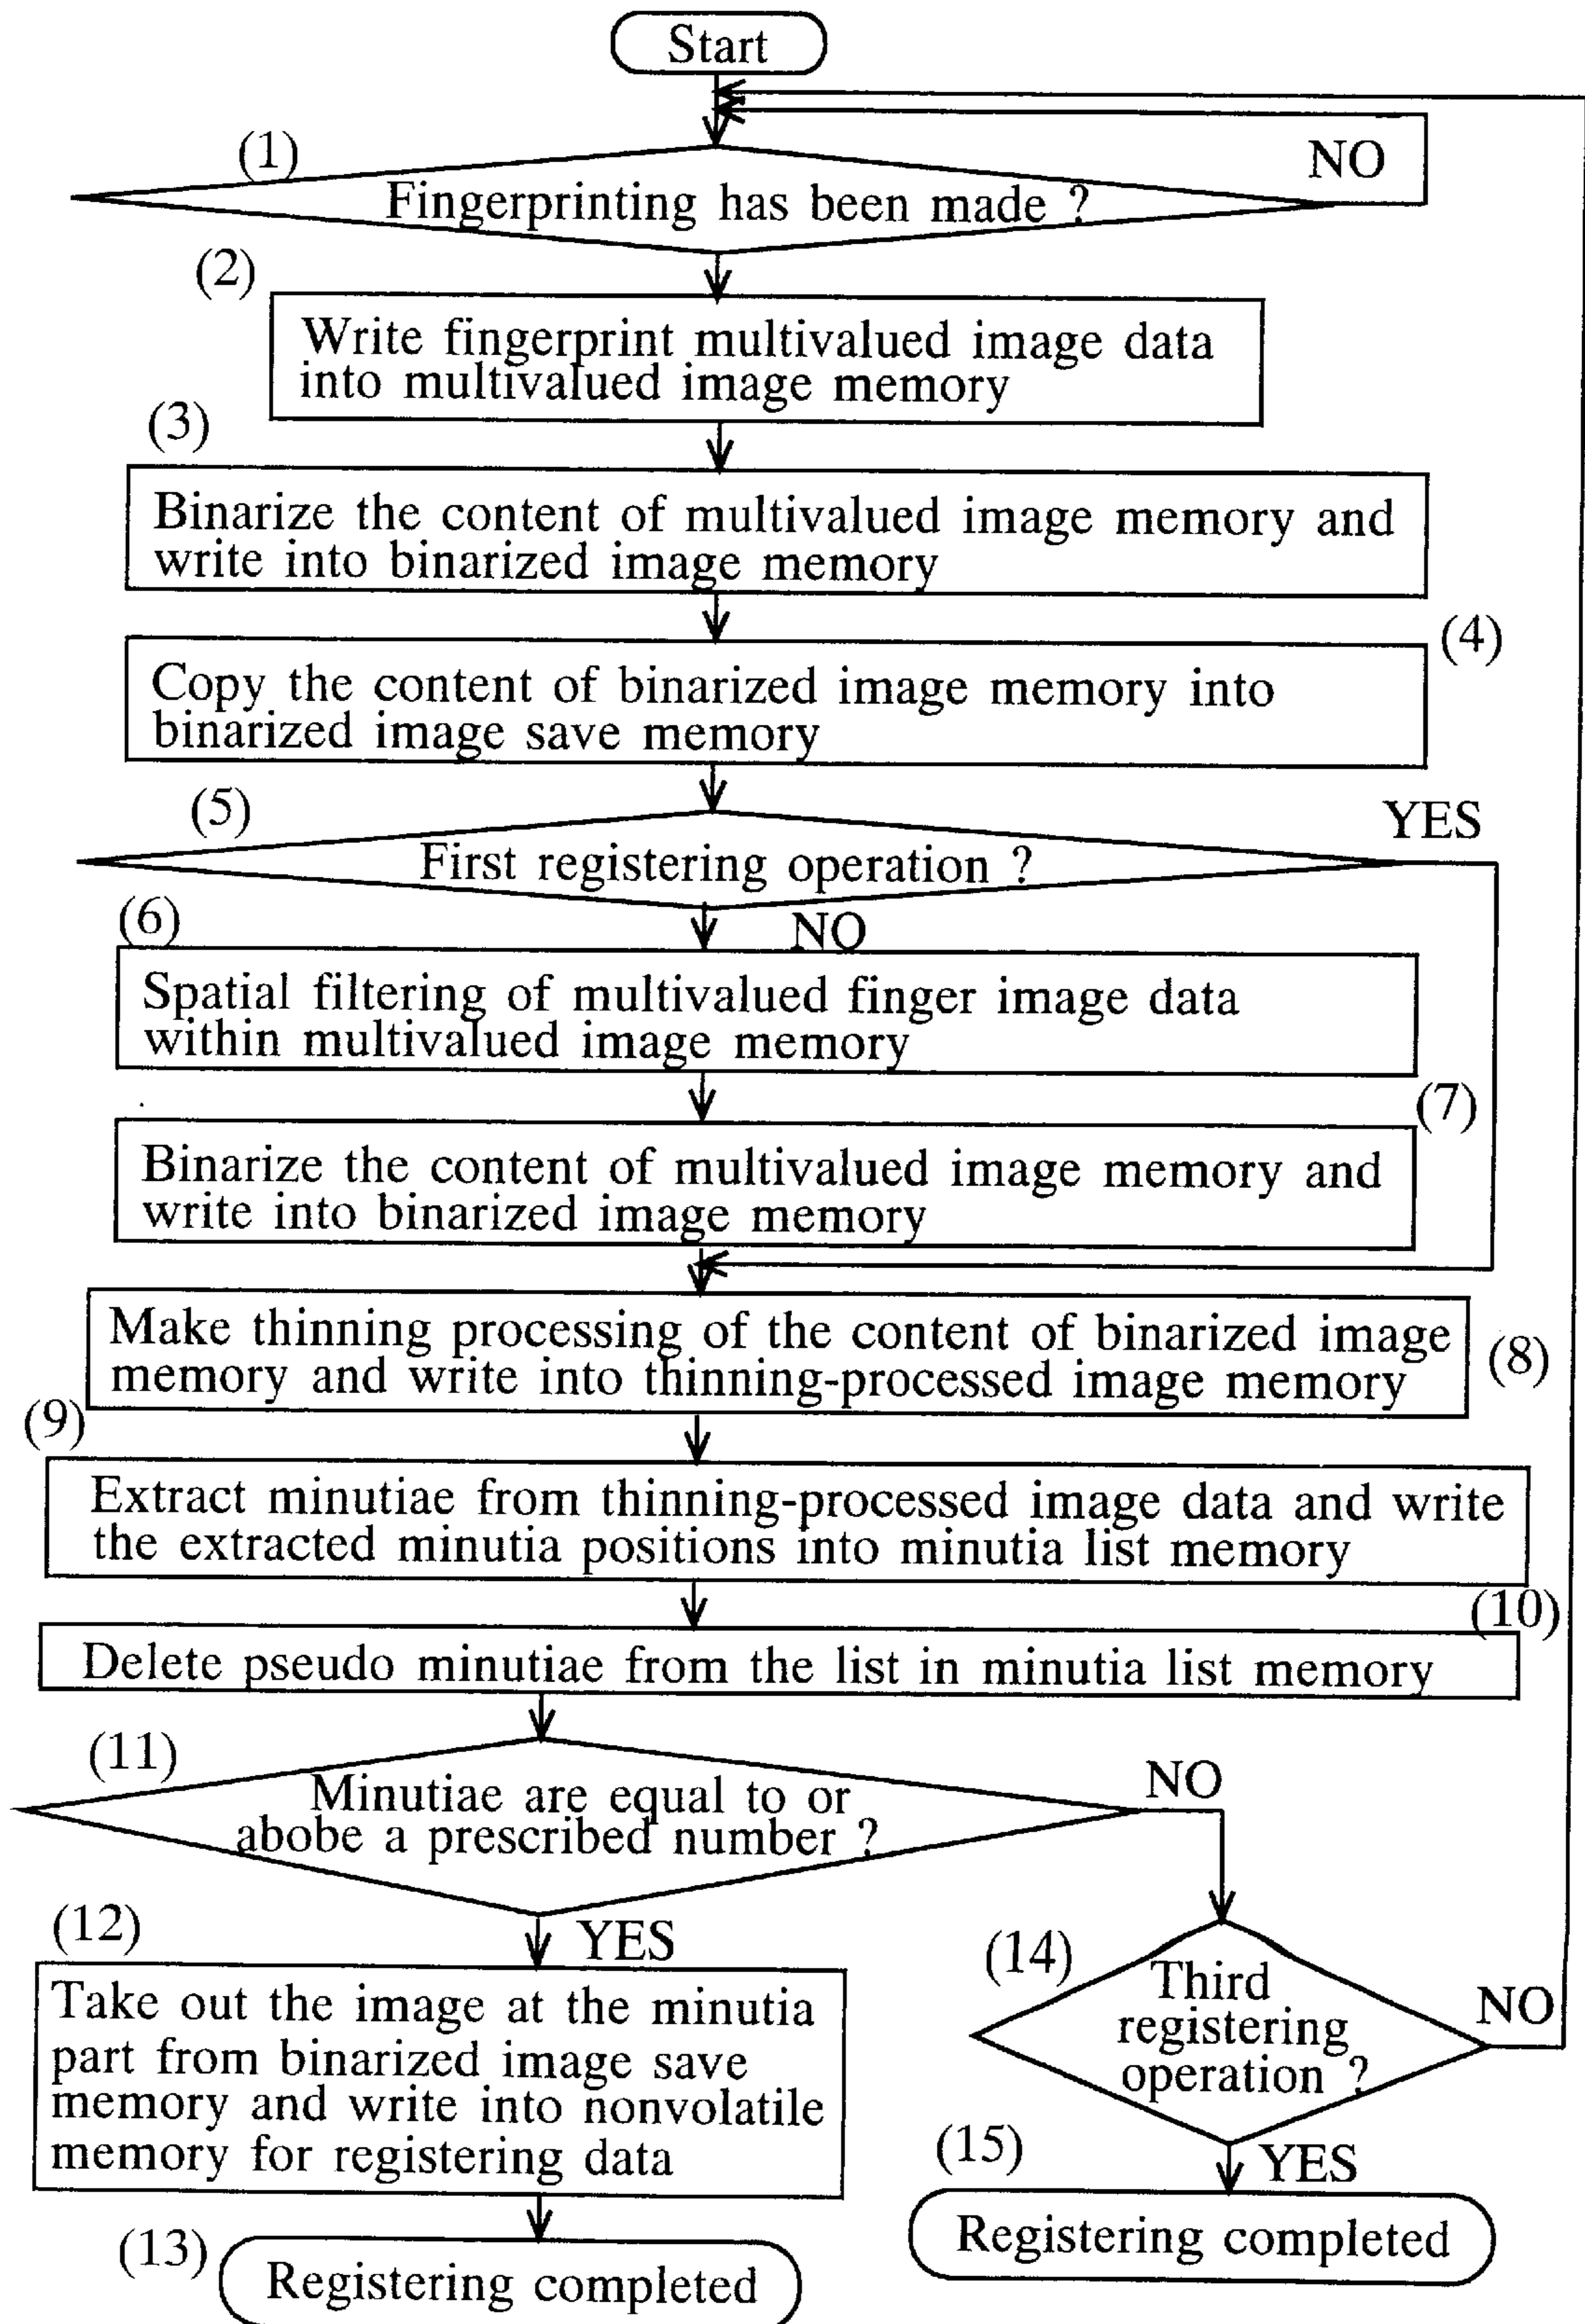 Start
(1)
NO
Fingerprinting has been made ?
(2)
Write fingerprint multivalued image data
into multivalued image memory
(3)
Binarize the content of multivalued image memory and
write into binarized image memory
(4)
Copy the content of binarized image memory into
binarized image save memory
(5)
YES
First registering operation ?
(6)
NO
Spatial filtering of multivalued finger image data
within multivalued image memory
(7)
Binarize the content of multivalued image memory and
write into binarized image memory
Make thinning processing of the content of binarized image
memory and write into thinning-processed image memory
(8)
(9)
Extract minutiae from thinning-processed image data and write
the extracted minutia positions into minutia list memory
(10)
Delete pseudo minutiae from the list in minutia list memory
(11)
Minutiae are equal to or
abobe a prescribed number ?
NO
(12)
YES
Take out the image at the minutia
part from binarized image save
memory and write into nonvolatile
memory for registering data
(13)
Registering completed
(14)
Third
registering
operation ?
NO
(15)
YES
Registering completed